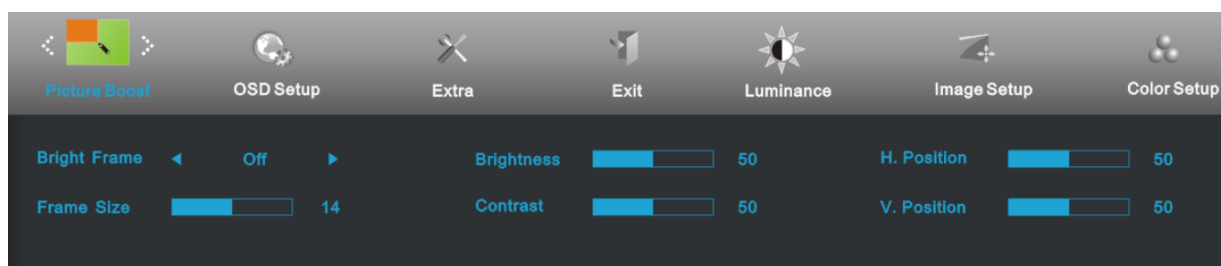 Picture Boost OSD Setup Extra Exit Luminance Image Setup Color Setup
Bright Frame Off Brightness 50 H. Position 50
Frame Size 14 Contrast 50 V. Position 50